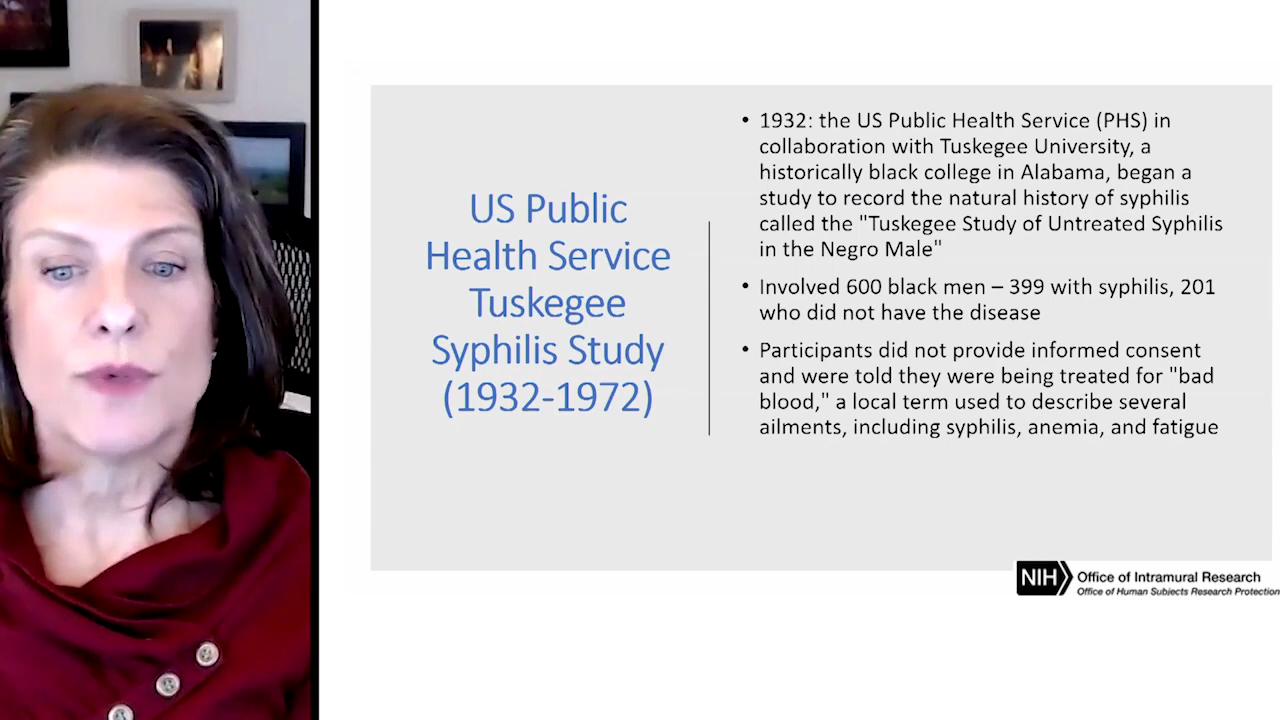 US Public
Health Service
Tuskegee
Syphilis Study
(1932-1972)
• 1932: the US Public Health Service (PHS) in
collaboration with Tuskegee University, a
historically black college in Alabama, began a
study to record the natural history of syphilis
called the "Tuskegee Study of Untreated Syphilis
in the Negro Male"
• Involved 600 black men – 399 with syphilis, 201
who did not have the disease
• Participants did not provide informed consent
and were told they were being treated for "bad
blood," a local term used to describe several
ailments, including syphilis, anemia, and fatigue
NIH Office of Intramural Research
Office of Human Subjects Research Protection